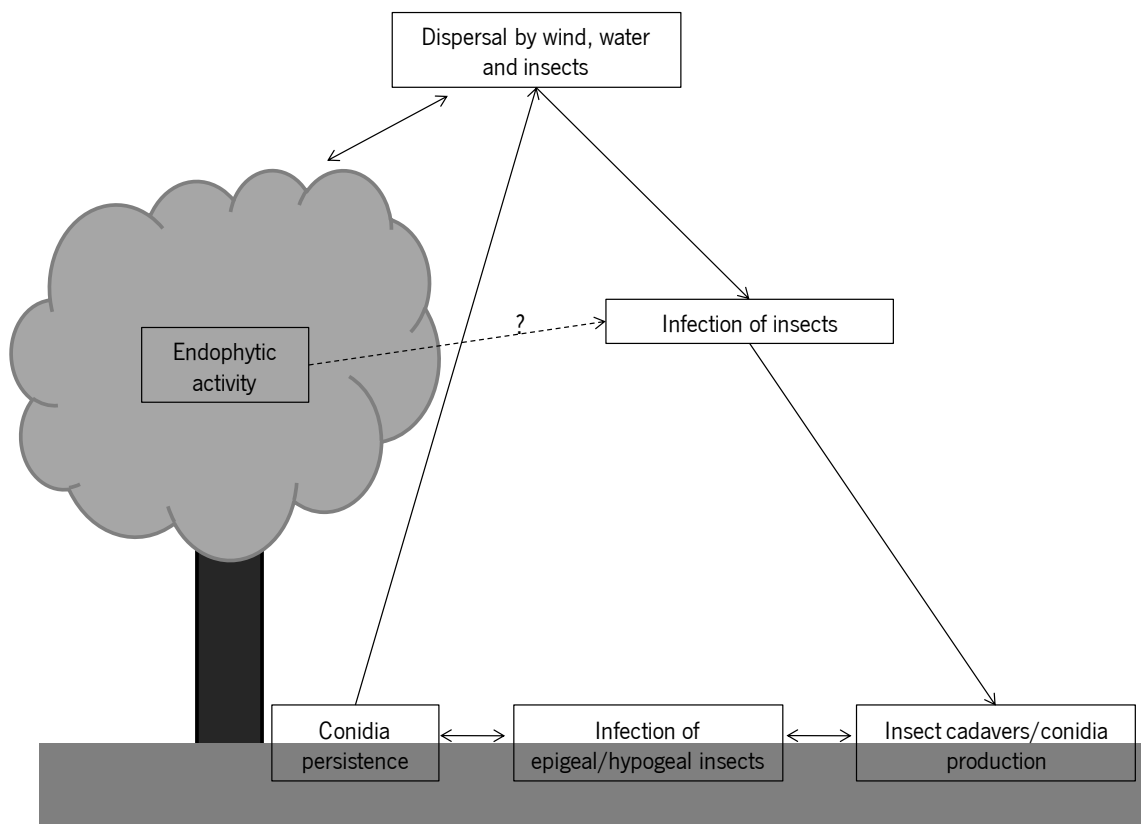 Dispersal by wind, water
and insects
?
Infection of insects
Endophytic
activity
Conidia
persistence
Infection of
epigeal/hypogeal insects
Insect cadavers/conidia
production